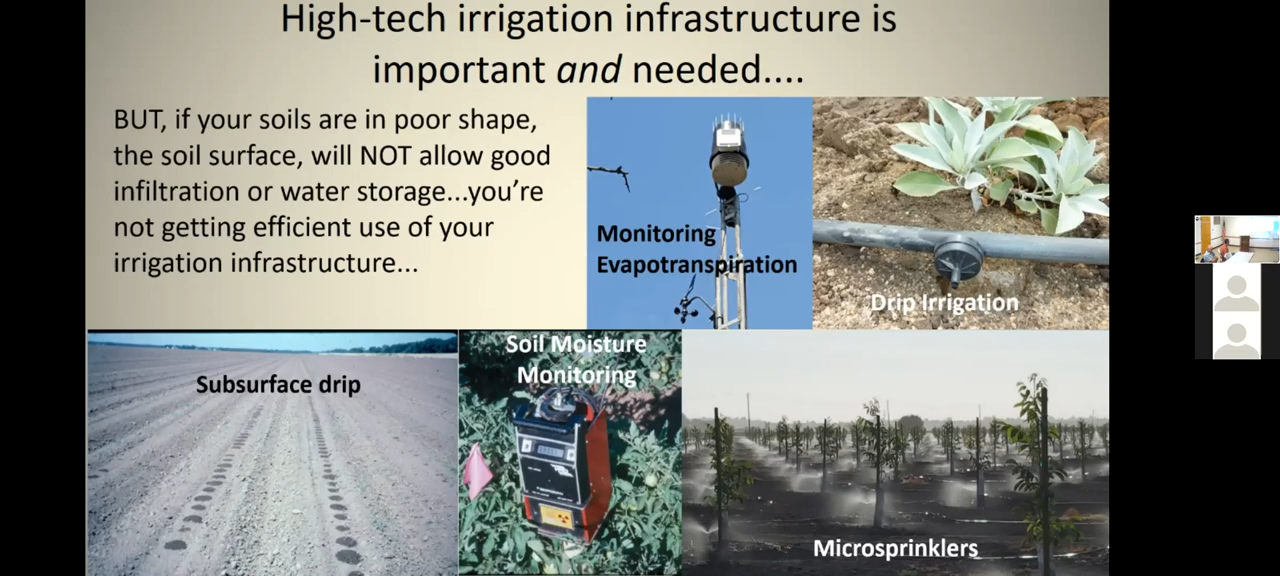 High-tech irrigation infrastructure is
important and needed....
BUT, if your soils are in poor shape,
the soil surface, will NOT allow good
infiltration or water storage...you're
not getting efficient use of your
irrigation infrastructure...
Monitoring
Evapotranspiration
Drip Irrigation
Subsurface drip
Soil Moisture
Monitoring
Microsprinklers